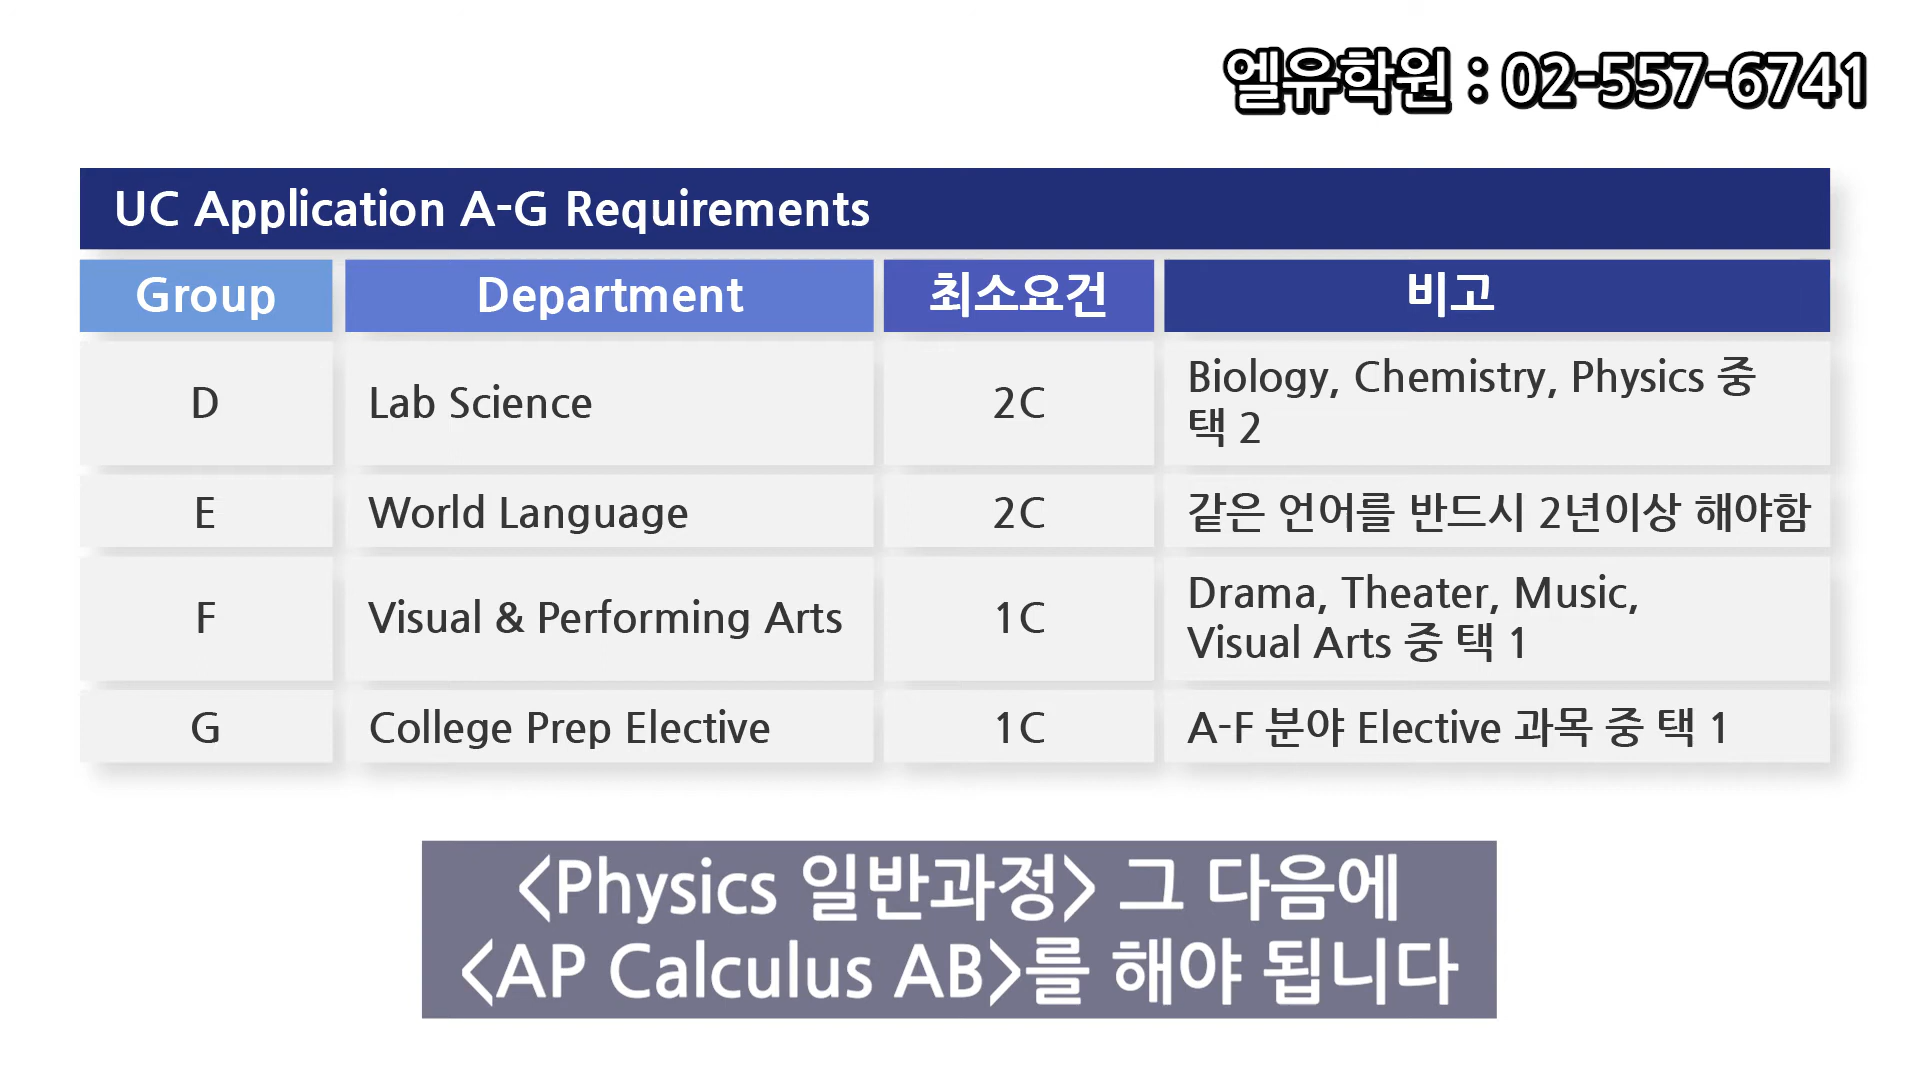 엘유학원 : 02-557-6741
UC Application A-G Requirements
Group
Department
최소요건
비고
D
Lab Science
2C
Biology, Chemistry, Physics 중
택 2
E
World Language
2C
같은 언어를 반드시 2년이상 해야함
F
Visual & Performing Arts
1C
Drama, Theater, Music,
Visual Arts 중 택 1
G
College Prep Elective
1C
A-F 분야 Elective 과목 중 택 1
<Physics 일반과정> 그 다음에
<AP Calculus AB>를 해야 됩니다